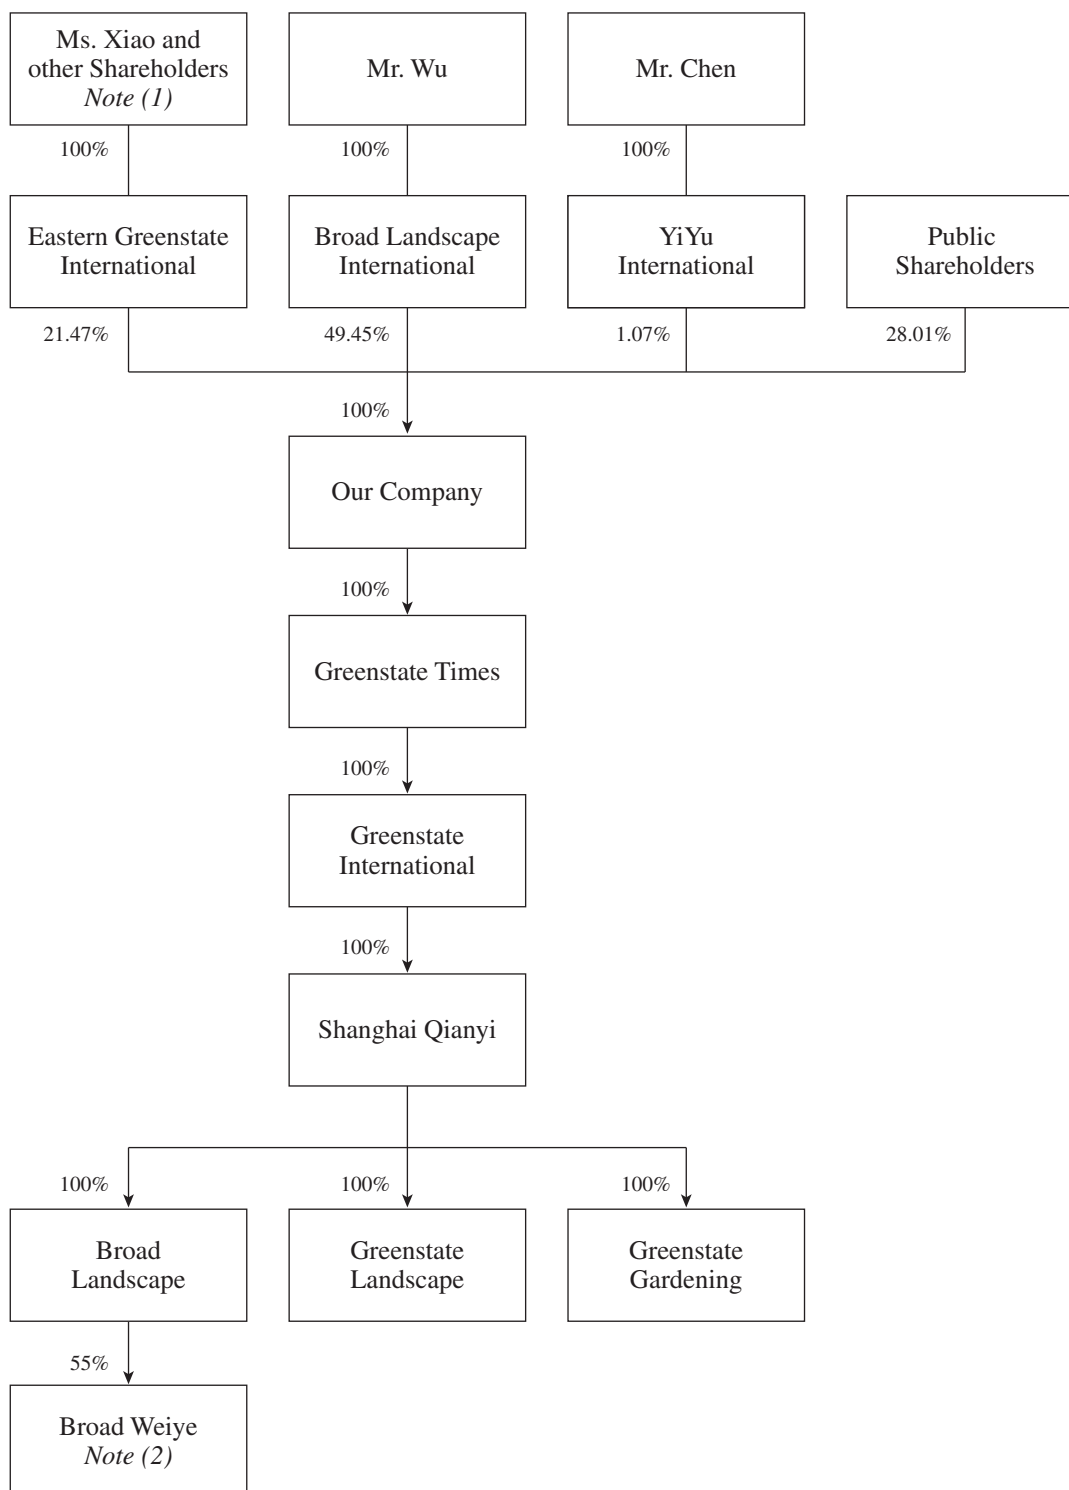 Ms. Xiao and
other Shareholders
Note (1)
Mr. Wu
Mr. Chen
100%
100%
100%
Eastern Greenstate
International
Broad Landscape
International
YiYu
International
Public
Shareholders
21.47%
49.45%
1.07%
28.01%
100%
Our Company
100%
Greenstate Times
100%
Greenstate
International
100%
Shanghai Qianyi
100%
100%
100%
Broad
Landscape
Greenstate
Landscape
Greenstate
Gardening
55%
Broad Weiye
Note (2)